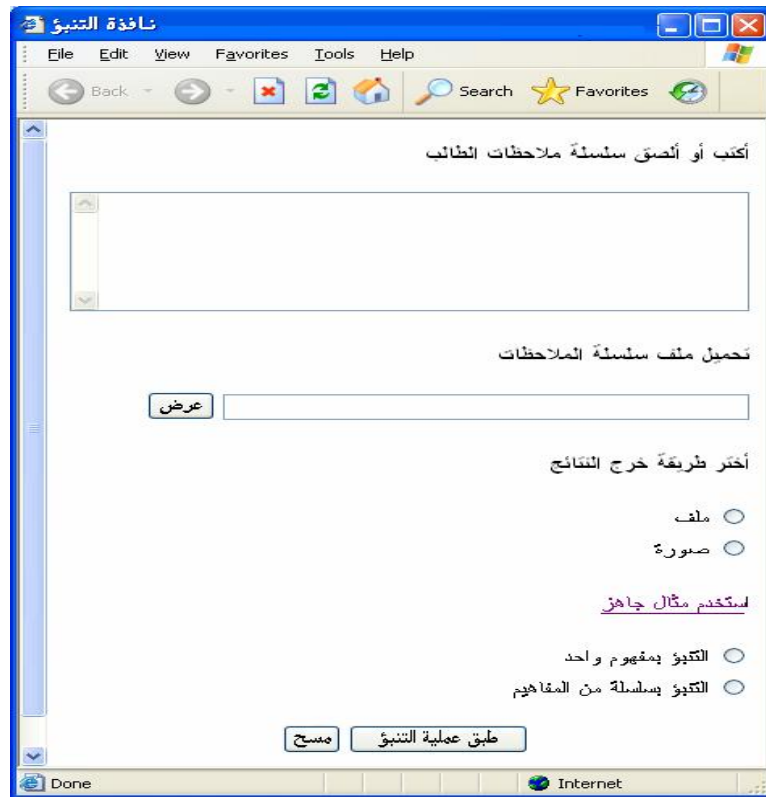 نافذة التنبؤ
File Edit View Favorites Tools Help
Back Search Favorites
أكتب أو ألصق سلسلة ملاحظات الطالب
تحميل ملف سلسلة الملاحظات
عرض
أختر طريقة خرج النتائج
ملف
صورة
استخدم مثال جاهز
التنبؤ بمفهوم واحد
التنبؤ بسلسلة من المفاهيم
طبق عملية التنبؤ مسح
Done Internet